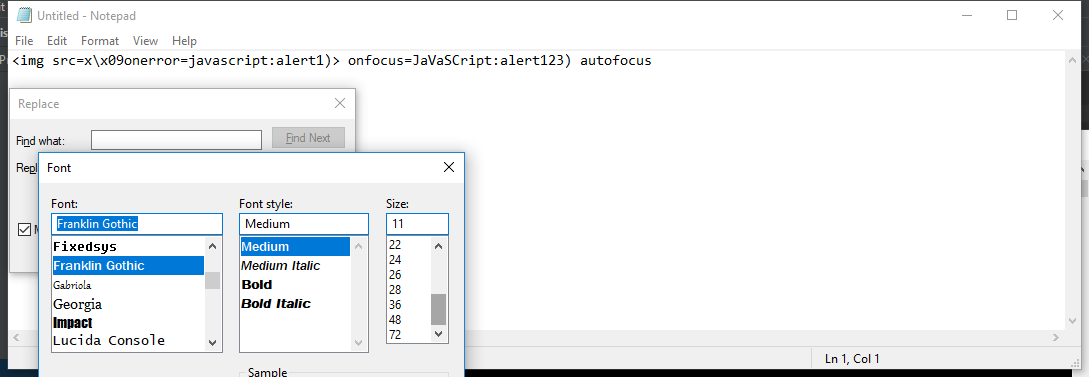 Untitled - Notepad
File Edit Format View Help
<img src=x\x09onerror=javascript:alert1)> onfocus=JaVaSCript:alert123) autofocus
Replace
Find what:
Find Next
Repl
Font
Font:
Font style:
Size:
Franklin Gothic
Medium
11
Fixedsys
Franklin Gothic
Gabriola
Georgia
Impact
Lucida Console
Medium
Medium Italic
Bold
Bold Italic
22
24
26
28
36
48
72
Sample
Ln 1, Col 1